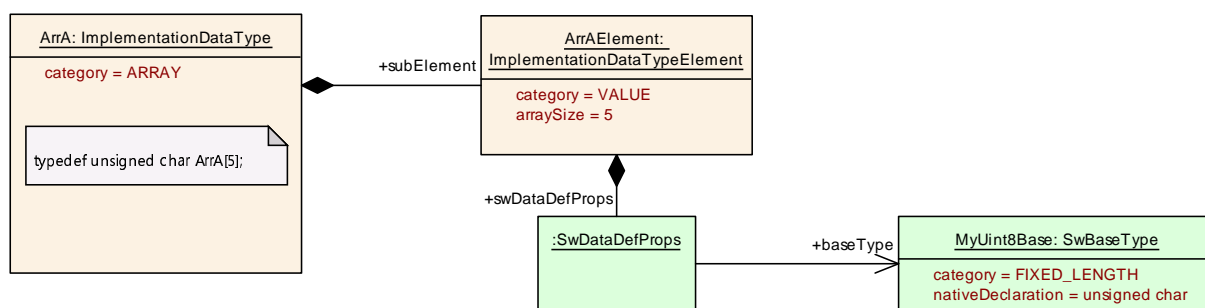 ArrA: ImplementationDataType
category = ARRAY
typedef unsigned char ArrA[5];
+subElement
ArrAElement:
ImplementationDataTypeElement
category = VALUE
arraySize = 5
+swDataDefProps
:SwDataDefProps
+baseType
MyUint8Base: SwBaseType
category = FIXED_LENGTH
nativeDeclaration = unsigned char